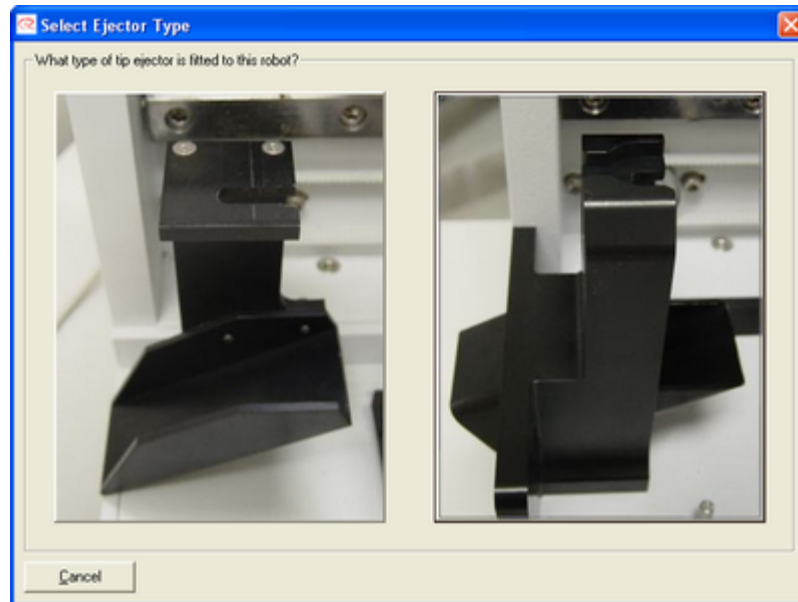 Select Ejector Type
What type of tip ejector is fitted to this robot?
Cancel